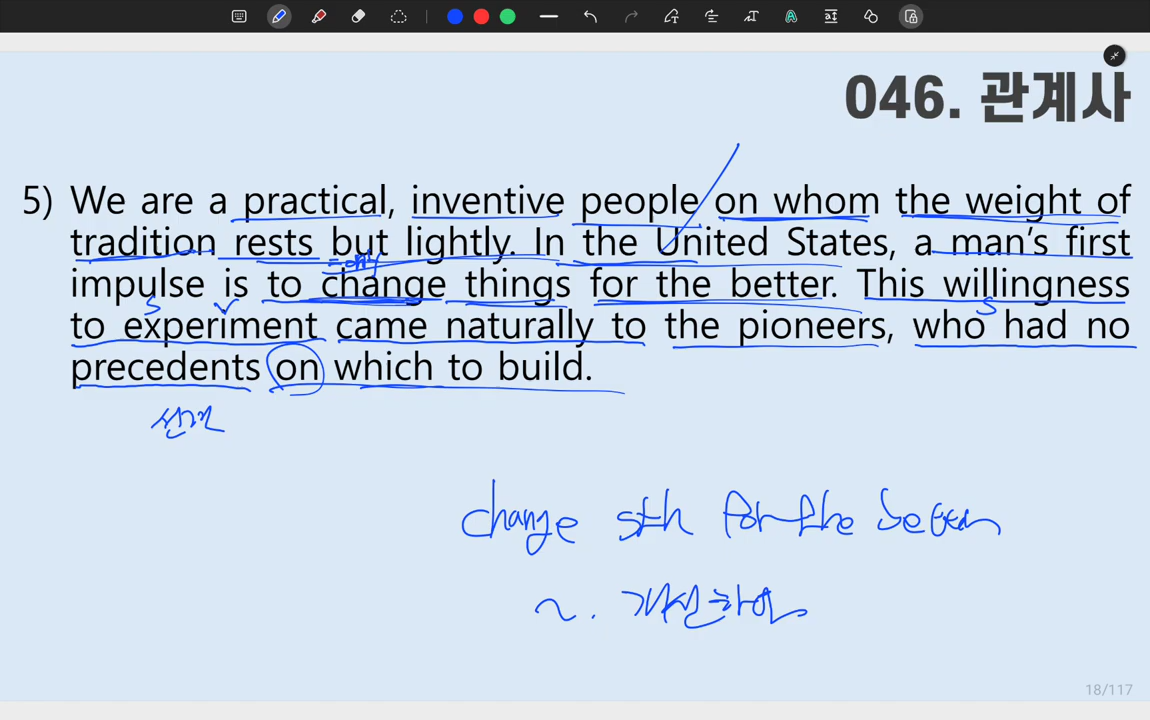 046. 관계사
5) We are a practical, inventive people on whom the weight of
tradition rests but lightly. In the United States, a man's first
= only
impulse is to change things for the better. This willingness
S V S
to experiment came naturally to the pioneers, who had no
precedents on which to build.
선례
change sth for the better
~. 개선하다
18/117